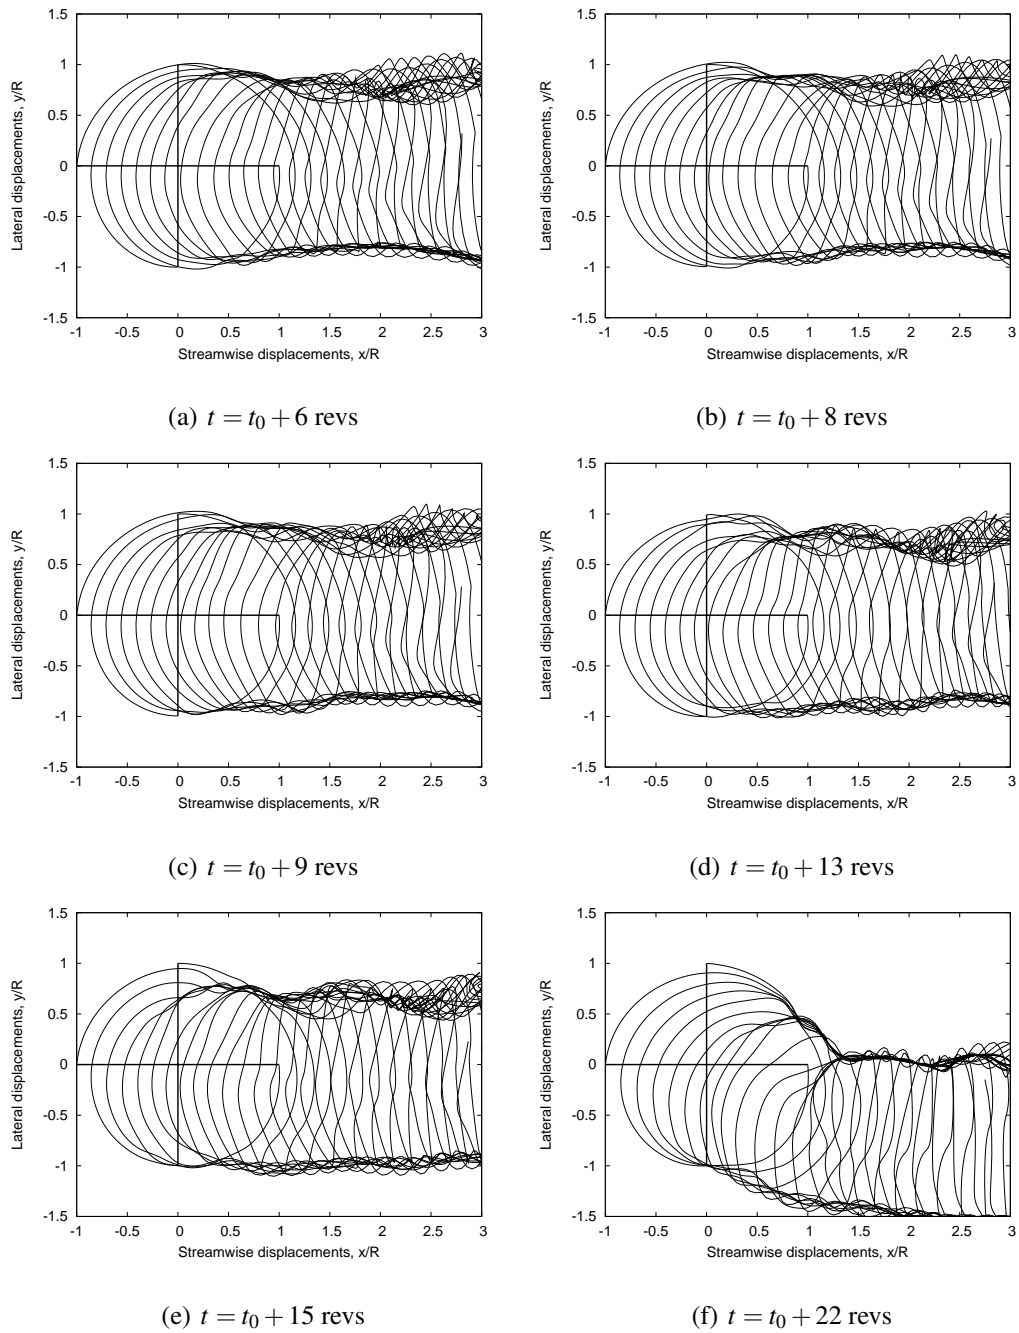 1.5
1
0.5
0
-0.5
-1
-1.5
Lateral displacements, y/R
-1 -0.5 0 0.5 1 1.5 2 2.5 3
Streamwise displacements, x/R
(a) t = t0 + 6 revs
1.5
1
0.5
0
-0.5
-1
-1.5
Lateral displacements, y/R
-1 -0.5 0 0.5 1 1.5 2 2.5 3
Streamwise displacements, x/R
(b) t = t0 + 8 revs
1.5
1
0.5
0
-0.5
-1
-1.5
Lateral displacements, y/R
-1 -0.5 0 0.5 1 1.5 2 2.5 3
Streamwise displacements, x/R
(c) t = t0 + 9 revs
1.5
1
0.5
0
-0.5
-1
-1.5
Lateral displacements, y/R
-1 -0.5 0 0.5 1 1.5 2 2.5 3
Streamwise displacements, x/R
(d) t = t0 + 13 revs
1.5
1
0.5
0
-0.5
-1
-1.5
Lateral displacements, y/R
-1 -0.5 0 0.5 1 1.5 2 2.5 3
Streamwise displacements, x/R
(e) t = t0 + 15 revs
1.5
1
0.5
0
-0.5
-1
-1.5
Lateral displacements, y/R
-1 -0.5 0 0.5 1 1.5 2 2.5 3
Streamwise displacements, x/R
(f) t = t0 + 22 revs